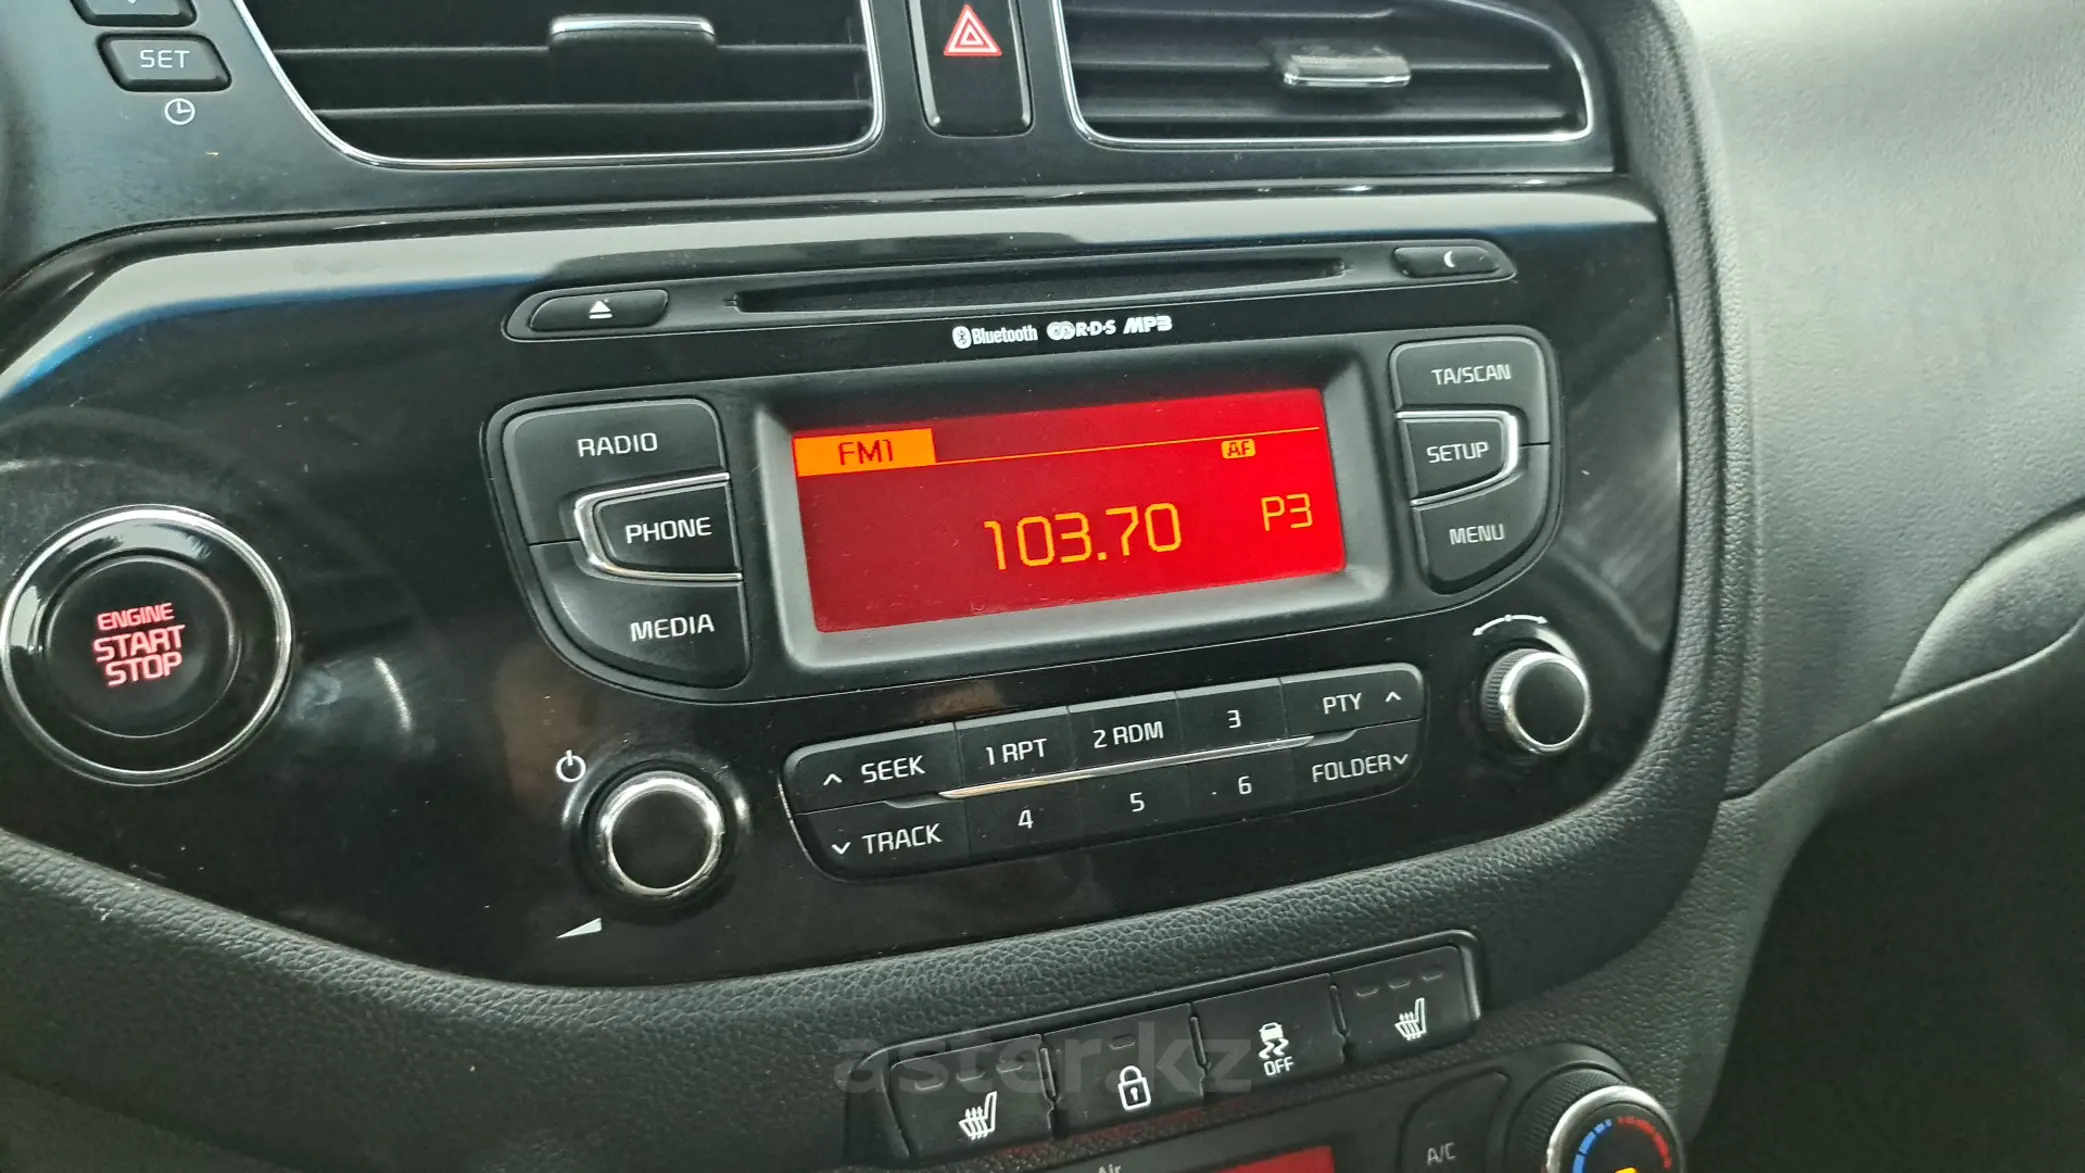 SET
Bluetooth R·D·S MP3
RADIO
PHONE
MEDIA
FM1
AF
103.70
P3
TA/SCAN
SETUP
MENU
ENGINE
START
STOP
SEEK
1 RPT
2 RDM
3
PTY
TRACK
4
5
6
FOLDER
OFF
aster.kz
A/C
Air